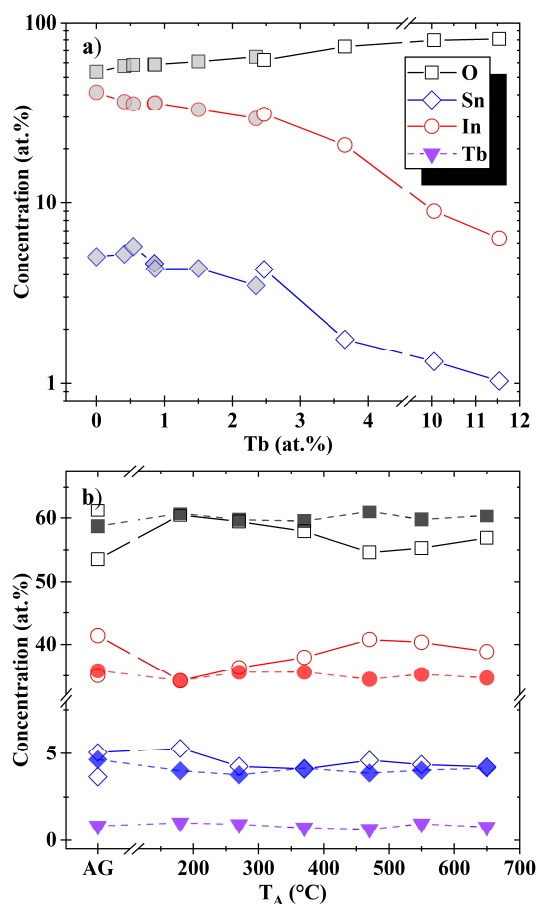 a)
100
10
1
Concentration (at.%)
O
Sn
In
Tb
0 1 2 3 4 10 11 12
Tb (at.%)
b)
60
50
40
5
0
Concentration (at.%)
AG 200 300 400 500 600 700
T_A (°C)